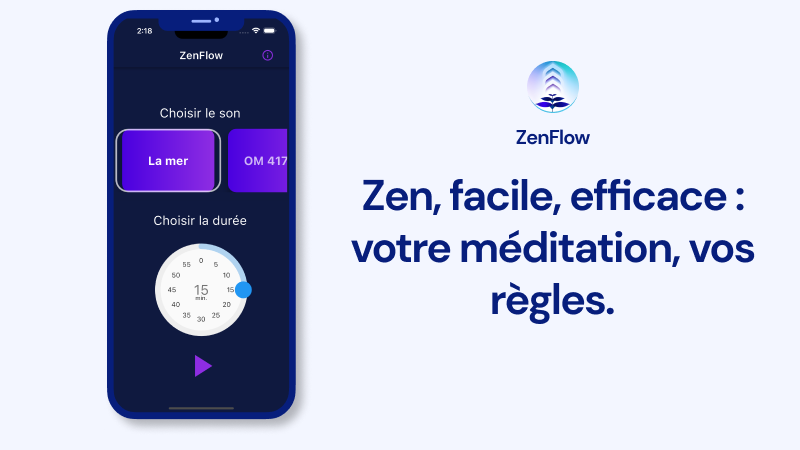 2:18
ZenFlow
Choisir le son
La mer
OM 417
Choisir la durée
0
5
10
15
20
25
30
35
40
45
50
55
15
min.
ZenFlow
Zen, facile, efficace :
votre méditation, vos
règles.